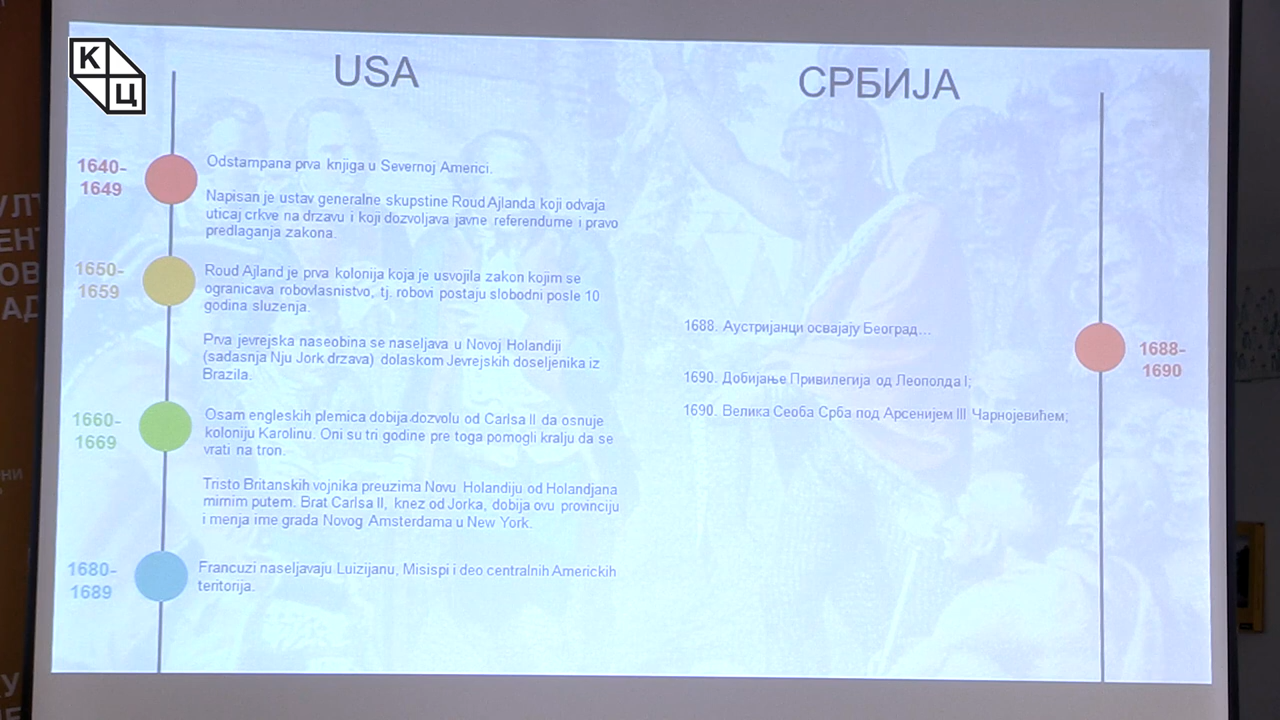 К
Ц
USA
1640-
1649
Odstampana prva knjiga u Severnoj Americi.
Napisan je ustav generalne skupstine Roud Ajlanda koji odvaja
uticaj crkve na drzavu i koji dozvoljava javne referendume i pravo
predlaganja zakona.
1650-
1659
Roud Ajland je prva kolonija koja je usvojila zakon kojim se
ogranicava robovlasnistvo, tj. robovi postaju slobodni posle 10
godina sluzenja.
Prva jevrejska naseobina se naseljava u Novoj Holandiji
(sadasnja Nju Jork drzava) dolaskom Jevrejskih doseljenika iz
Brazila.
1660-
1669
Osam engleskih plemica dobija dozvolu od Carlsa II da osnuje
koloniju Karolinu. Oni su tri godine pre toga pomogli kralju da se
vrati na tron.
Tristo Britanskih vojnika preuzima Novu Holandiju od Holandjana
mirnim putem. Brat Carlsa II, knez od Jorka, dobija ovu provinciju
i menja ime grada Novog Amsterdama u New York.
1680-
1689
Francuzi naseljavaju Luizijanu, Misispi i deo centralnih Americkih
teritorija.
СРБИЈА
1688. Аустријанци освајају Београд...
1690. Добијање Привилегија од Леополда I;
1690. Велика Сеоба Срба под Арсенијем III Чарнојевићем;
1688-
1690